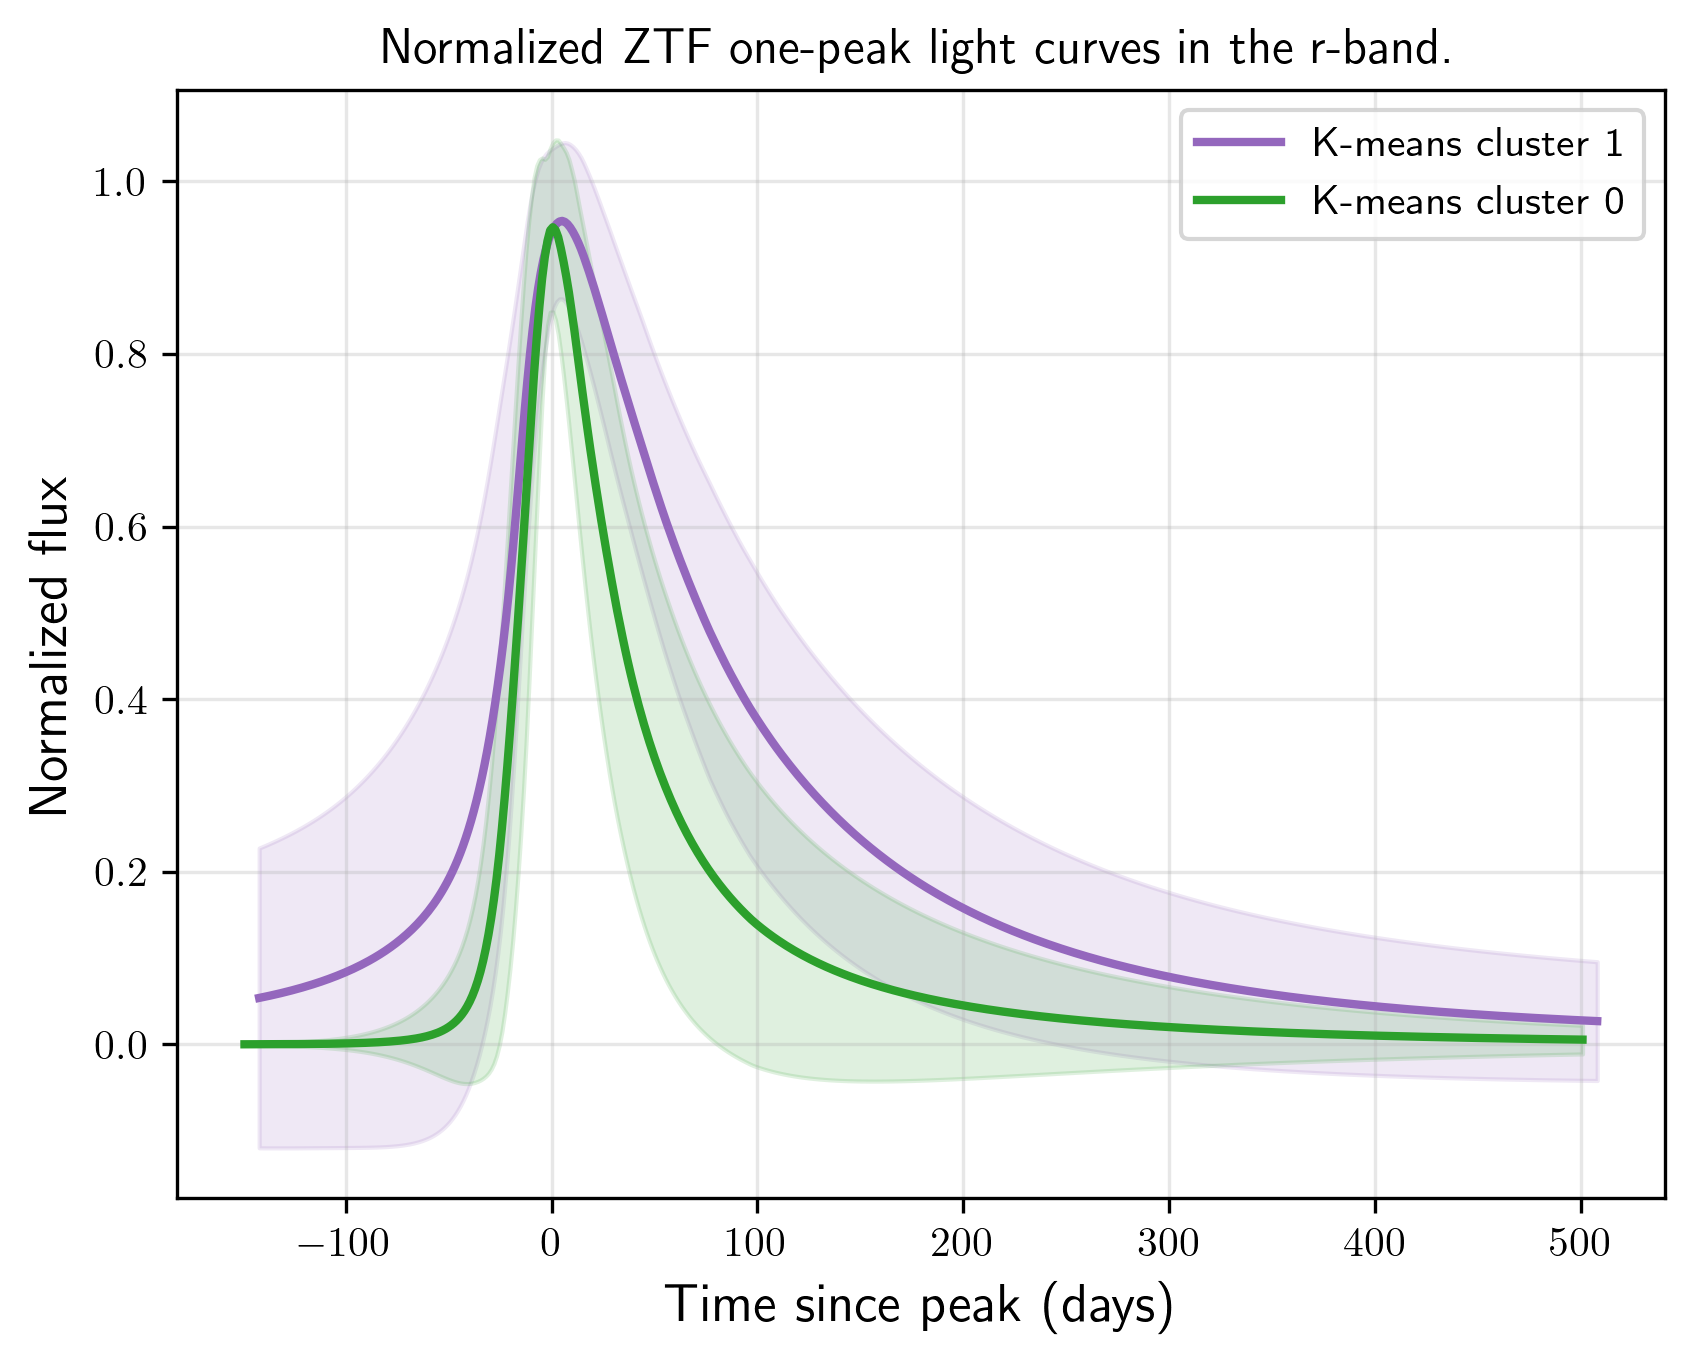 Normalized ZTF one-peak light curves in the r-band.
K-means cluster 1
K-means cluster 0
Normalized flux
1.0
0.8
0.6
0.4
0.2
0.0
−100 0 100 200 300 400 500
Time since peak (days)